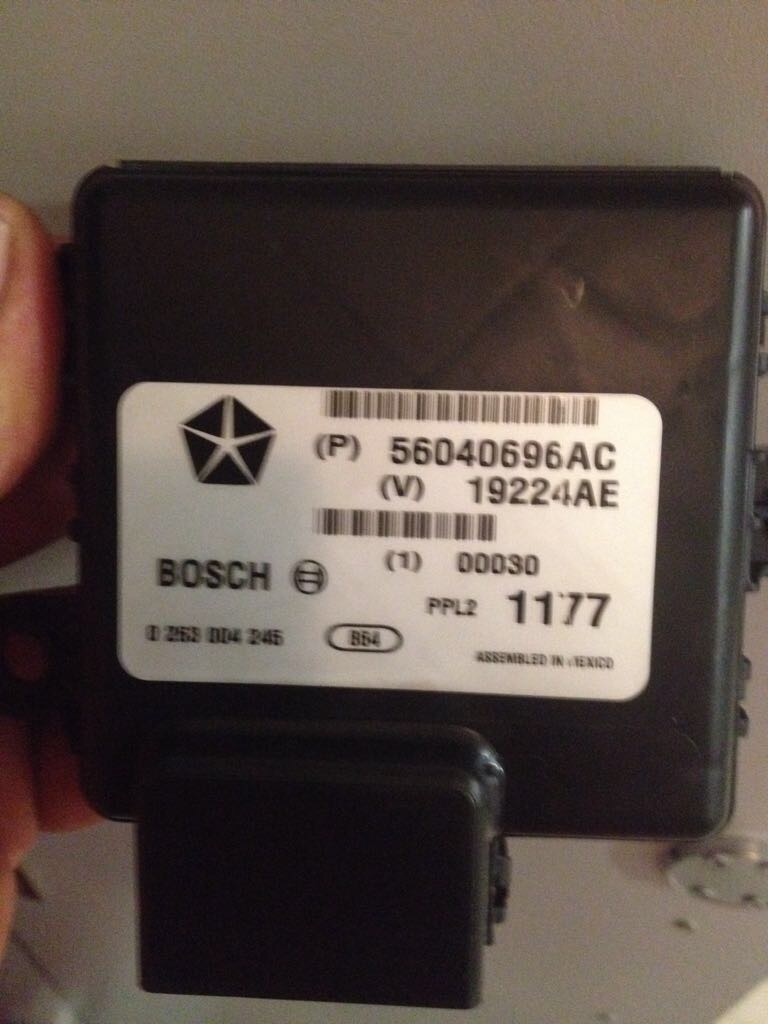 (P) 56040696AC
(V) 19224AE
(1) 00030
BOSCH
PPL2 1177
0 263 004 245
B64
ASSEMBLED IN MEXICO